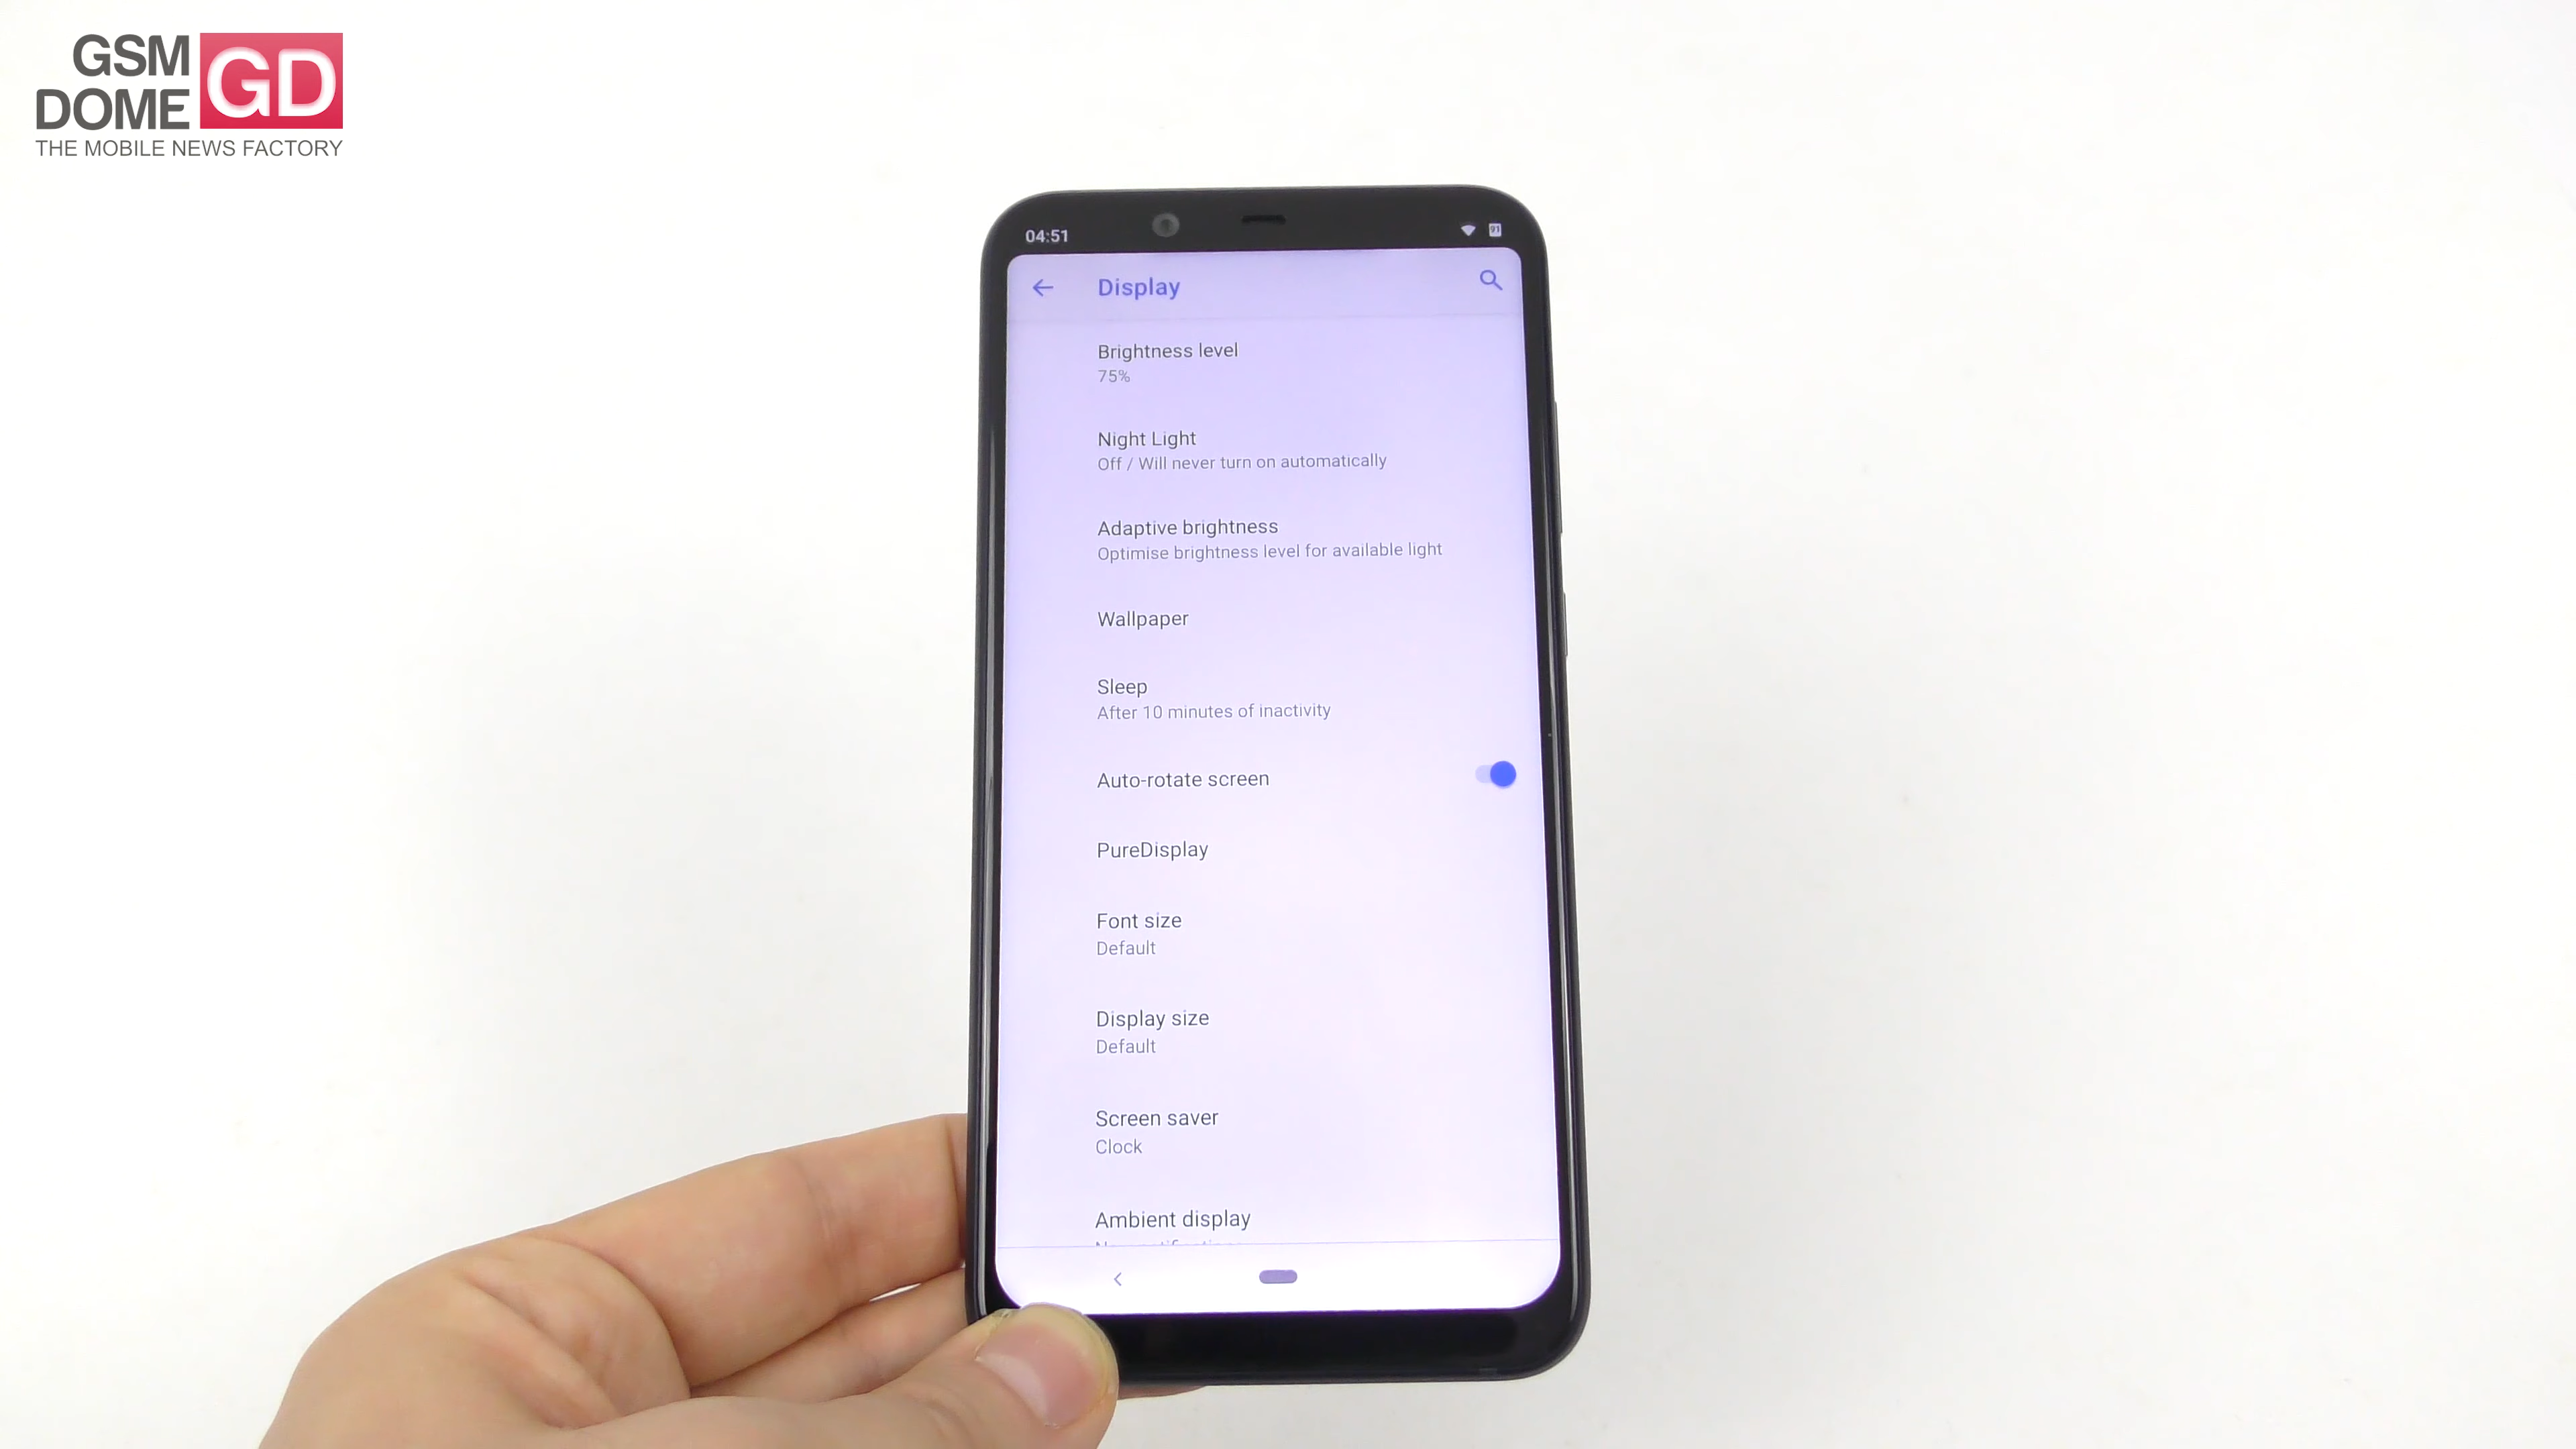 GSM
DOME
GD
THE MOBILE NEWS FACTORY
04:51
91
Display
Brightness level
75%
Night Light
Off / Will never turn on automatically
Adaptive brightness
Optimise brightness level for available light
Wallpaper
Sleep
After 10 minutes of inactivity
Auto-rotate screen
PureDisplay
Font size
Default
Display size
Default
Screen saver
Clock
Ambient display